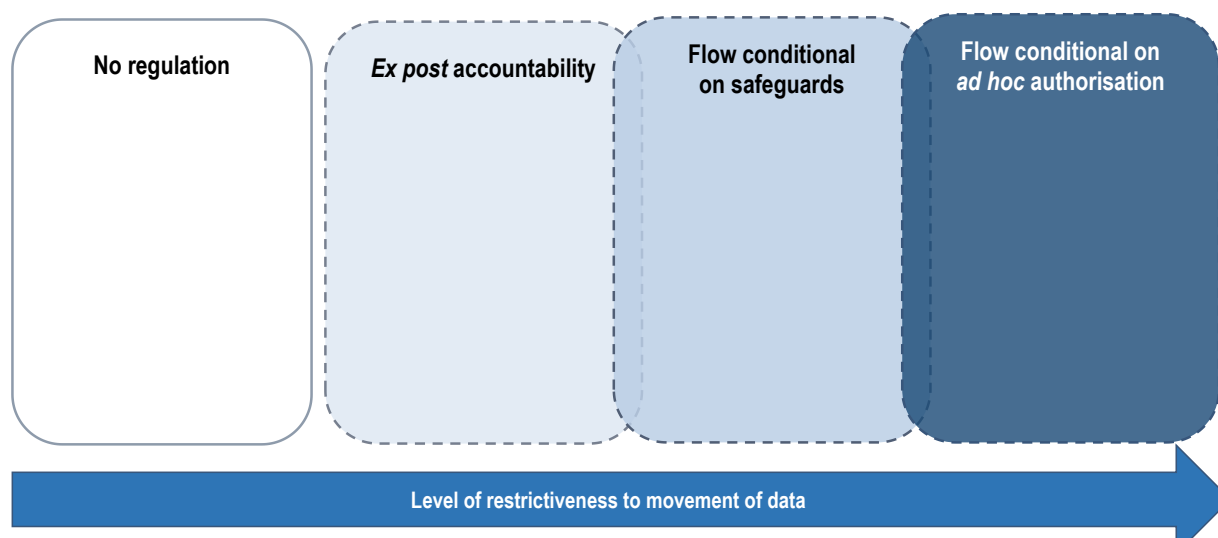 No regulation
Ex post accountability
Flow conditional
on safeguards
Flow conditional on
ad hoc authorisation
Level of restrictiveness to movement of data